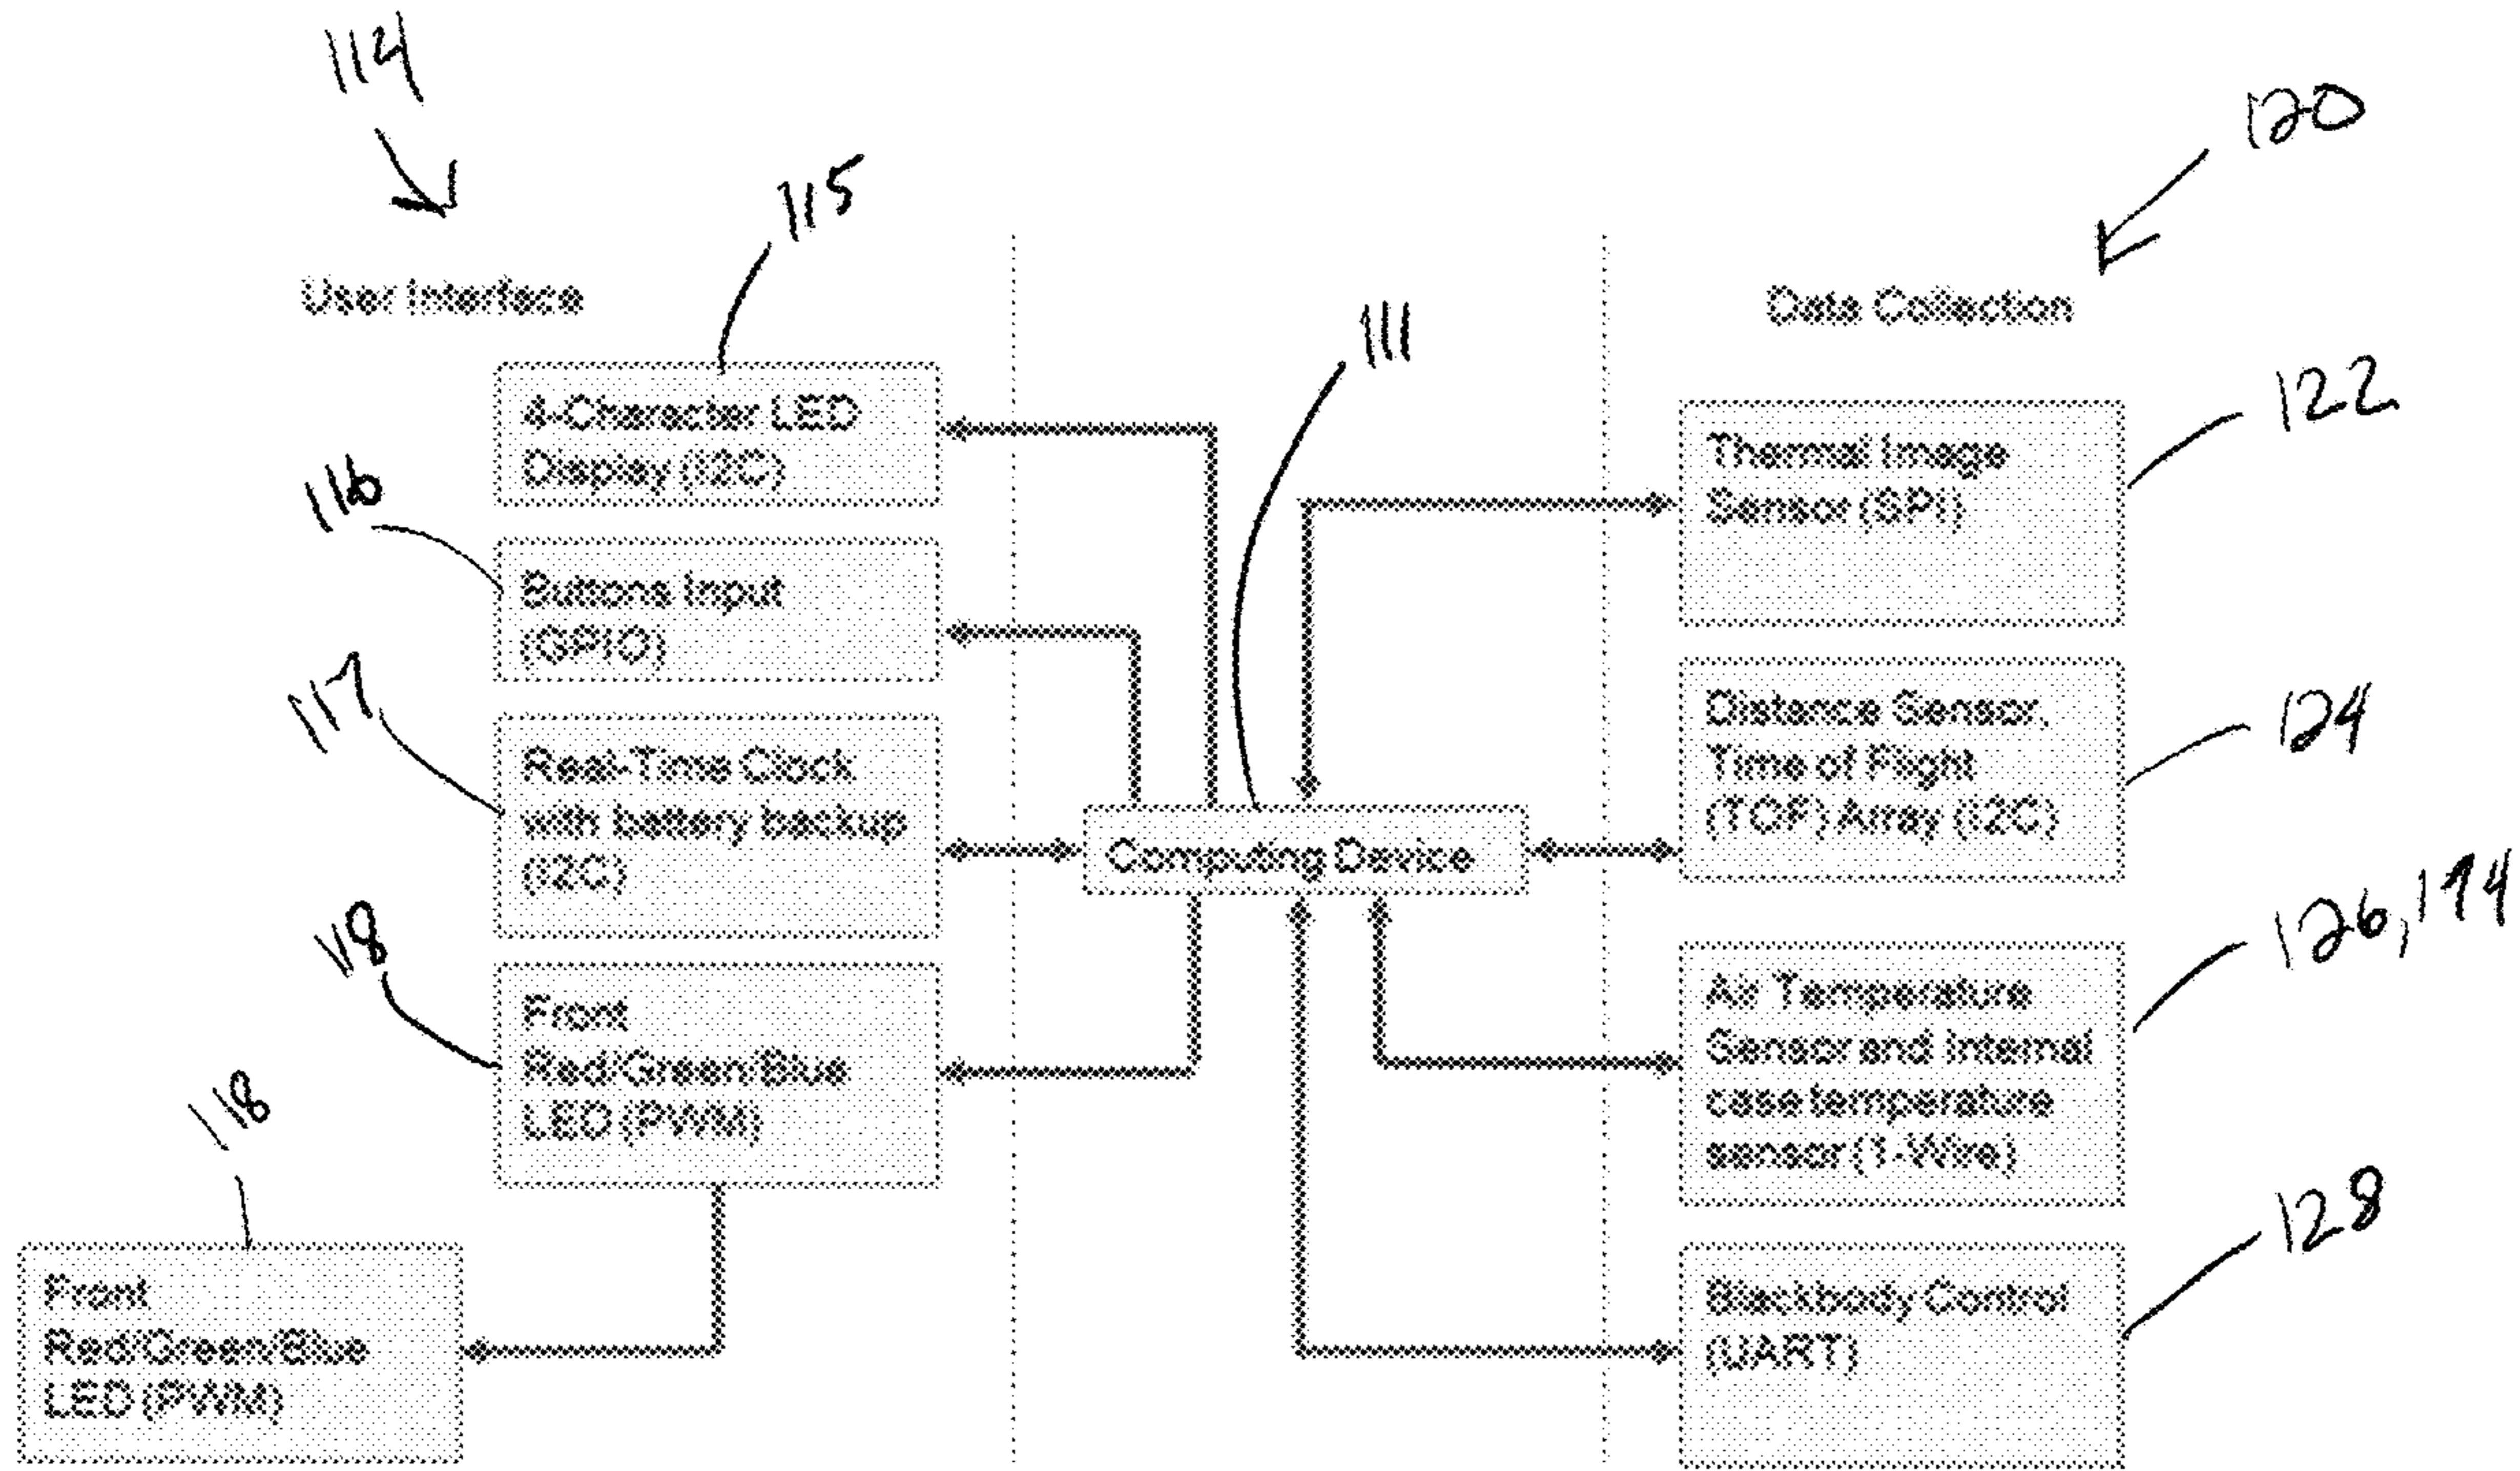 114
120
115
User Interface
Data Collection
111
4-Character LED
Display (I2C)
122
Thermal Image
Sensor (SPI)
116
Buttons Input
(GPIO)
117
Real-Time Clock
with battery backup
(I2C)
124
Distance Sensor,
Time of Flight
(TOF) Array (I2C)
Computing Device
118
Front
Red/Green/Blue
LED (PWM)
126, 174
Air Temperature
Sensor and Internal
case temperature
sensor (1-Wire)
118
Front
Red/Green/Blue
LED (PWM)
128
Blackbody Control
(UART)